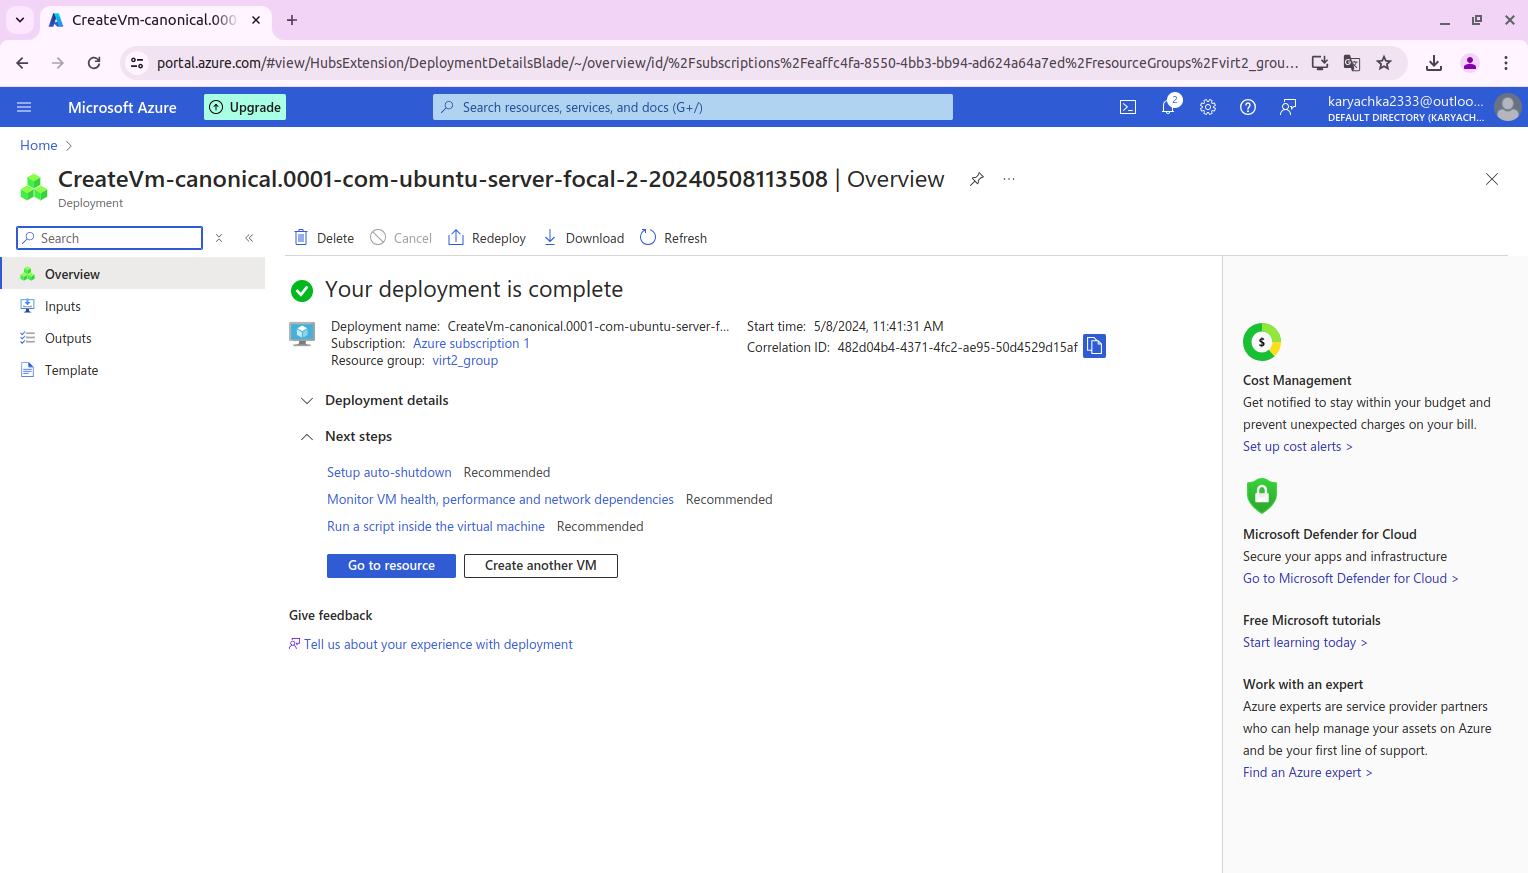 CreateVm-canonical.000
portal.azure.com/#view/HubsExtension/DeploymentDetailsBlade/~/overview/id/%2Fsubscriptions%2Feaffc4fa-8550-4bb3-bb94-ad624a64a7ed%2FresourceGroups%2Fvirt2_grou...
Microsoft Azure
Upgrade
Search resources, services, and docs (G+/)
2
karyachka2333@outloo...
DEFAULT DIRECTORY (KARYACH...
Home
CreateVm-canonical.0001-com-ubuntu-server-focal-2-20240508113508 | Overview
Deployment
Search
Overview
Inputs
Outputs
Template
Delete
Cancel
Redeploy
Download
Refresh
Your deployment is complete
Deployment name: CreateVm-canonical.0001-com-ubuntu-server-f...
Subscription: Azure subscription 1
Resource group: virt2_group
Start time: 5/8/2024, 11:41:31 AM
Correlation ID: 482d04b4-4371-4fc2-ae95-50d4529d15af
Deployment details
Next steps
Setup auto-shutdown Recommended
Monitor VM health, performance and network dependencies Recommended
Run a script inside the virtual machine Recommended
Go to resource
Create another VM
Give feedback
Tell us about your experience with deployment
$
Cost Management
Get notified to stay within your budget and
prevent unexpected charges on your bill.
Set up cost alerts >
Microsoft Defender for Cloud
Secure your apps and infrastructure
Go to Microsoft Defender for Cloud >
Free Microsoft tutorials
Start learning today >
Work with an expert
Azure experts are service provider partners
who can help manage your assets on Azure
and be your first line of support.
Find an Azure expert >